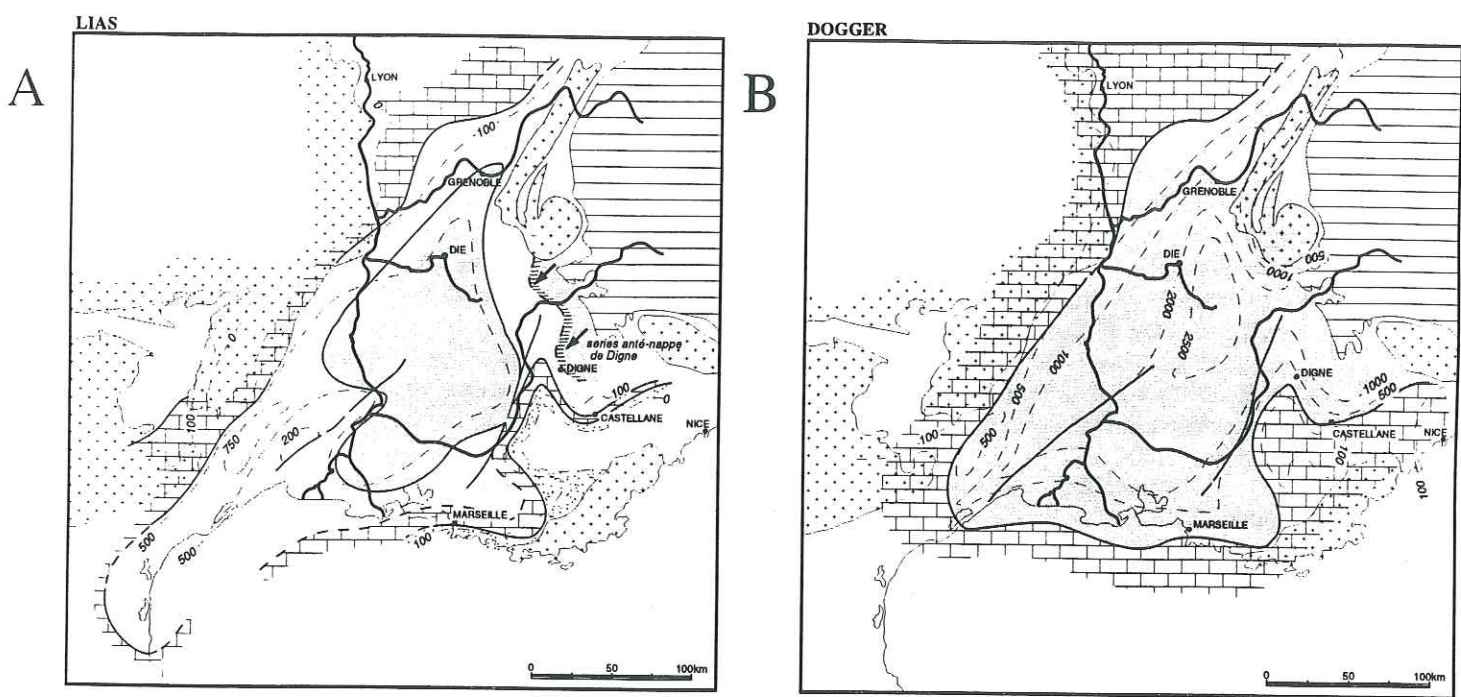 LIAS
A
LYON
0
100
GRENOBLE
DIE
0
séries anté-nappe
de Digne
DIGNE
100
0
CASTELLANE
NICE
100
750
200
MARSEILLE
100
500
500
0 50 100km
DOGGER
B
LYON
GRENOBLE
500
1000
DIE
2000
2500
1000
500
DIGNE
1000
500
100
500
CASTELLANE
NICE
100
100
MARSEILLE
0 50 100km